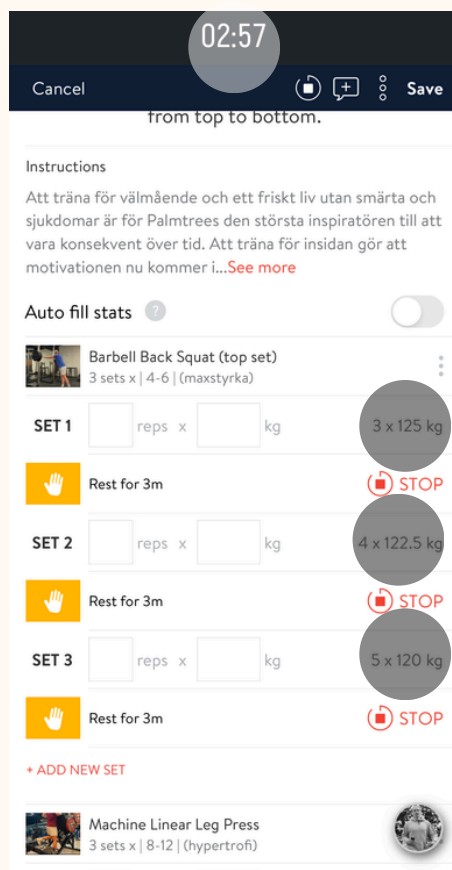 02:57
Cancel Save
from top to bottom.
Instructions
Att träna för välmående och ett friskt liv utan smärta och
sjukdomar är för Palmtrees den största inspiratören till att
vara konsekvent över tid. Att träna för insidan gör att
motivationen nu kommer i...See more
Auto fill stats ?
Barbell Back Squat (top set)
3 sets x | 4-6 | (maxstyrka)
SET 1 reps x kg 3 x 125 kg
Rest for 3m STOP
SET 2 reps x kg 4 x 122.5 kg
Rest for 3m STOP
SET 3 reps x kg 5 x 120 kg
Rest for 3m STOP
+ ADD NEW SET
Machine Linear Leg Press
3 sets x | 8-12 | (hypertrofi)